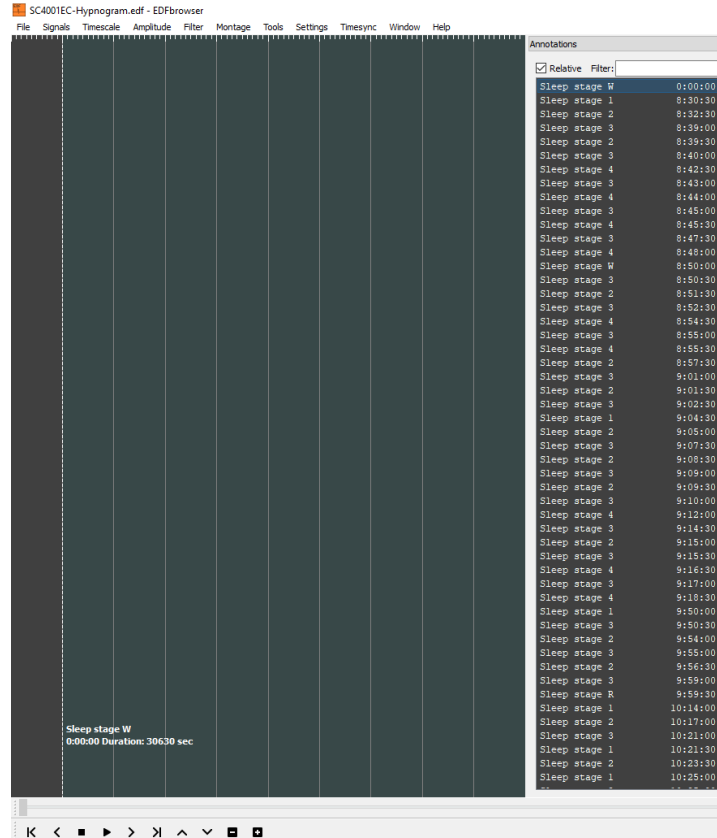 SC4001EC-Hypnogram.edf - EDFbrowser
File Signals Timescale Amplitude Filter Montage Tools Settings Timesync Window Help
Annotations
Relative Filter:
Sleep stage W 0:00:00
Sleep stage 1 8:30:30
Sleep stage 2 8:32:30
Sleep stage 3 8:39:00
Sleep stage 2 8:39:30
Sleep stage 3 8:40:00
Sleep stage 4 8:42:30
Sleep stage 3 8:43:00
Sleep stage 4 8:44:00
Sleep stage 3 8:45:00
Sleep stage 4 8:45:30
Sleep stage 3 8:47:30
Sleep stage 4 8:48:00
Sleep stage W 8:50:00
Sleep stage 3 8:50:30
Sleep stage 2 8:51:30
Sleep stage 3 8:52:30
Sleep stage 4 8:54:30
Sleep stage 3 8:55:00
Sleep stage 4 8:55:30
Sleep stage 2 8:57:30
Sleep stage 3 9:01:00
Sleep stage 2 9:01:30
Sleep stage 3 9:02:30
Sleep stage 1 9:04:30
Sleep stage 2 9:05:00
Sleep stage 3 9:07:30
Sleep stage 2 9:08:30
Sleep stage 3 9:09:00
Sleep stage 2 9:09:30
Sleep stage 3 9:10:00
Sleep stage 4 9:12:00
Sleep stage 3 9:14:30
Sleep stage 2 9:15:00
Sleep stage 3 9:15:30
Sleep stage 4 9:16:30
Sleep stage 3 9:17:00
Sleep stage 4 9:18:30
Sleep stage 1 9:50:00
Sleep stage 3 9:50:30
Sleep stage 2 9:54:00
Sleep stage 3 9:55:00
Sleep stage 2 9:56:30
Sleep stage 3 9:59:00
Sleep stage R 9:59:30
Sleep stage 1 10:14:00
Sleep stage 2 10:17:00
Sleep stage 3 10:21:00
Sleep stage 1 10:21:30
Sleep stage 2 10:23:30
Sleep stage 1 10:25:00
Sleep stage W
0:00:00 Duration: 30630 sec